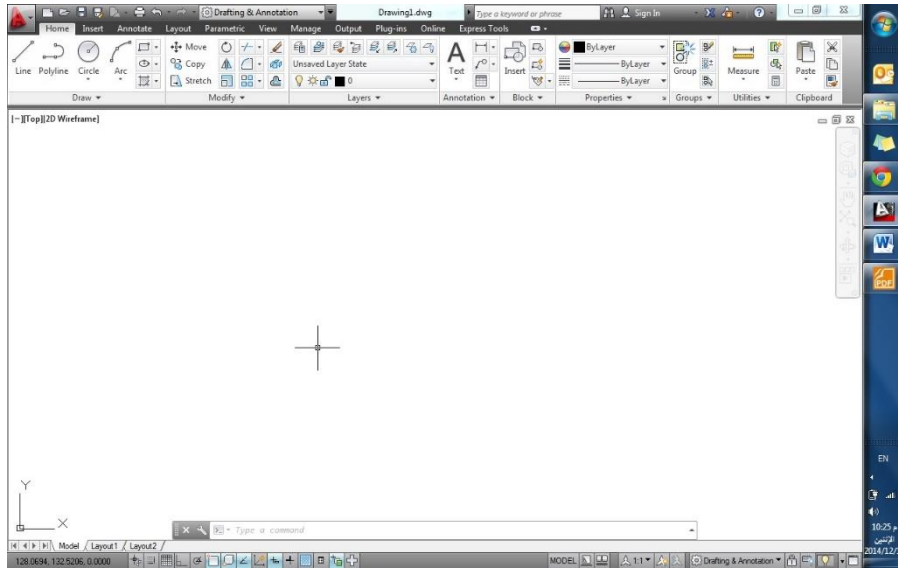 Drafting & Annotation Drawing1.dwg Type a keyword or phrase Sign In
Home Insert Annotate Layout Parametric View Manage Output Plug-ins Online Express Tools
Line Polyline Circle Arc
Move
Copy
Stretch
Unsaved Layer State
0
Text
Insert
ByLayer
ByLayer
ByLayer
Group
Measure
Paste
Draw Modify Layers Annotation Block Properties Groups Utilities Clipboard
[-][Top][2D Wireframe]
W
PDF
EN
Y
X
Type a command
Model Layout1 Layout2
128.0694, 132.5206, 0.0000 MODEL 1:1 Drafting & Annotation
10:25 م
الإثنين